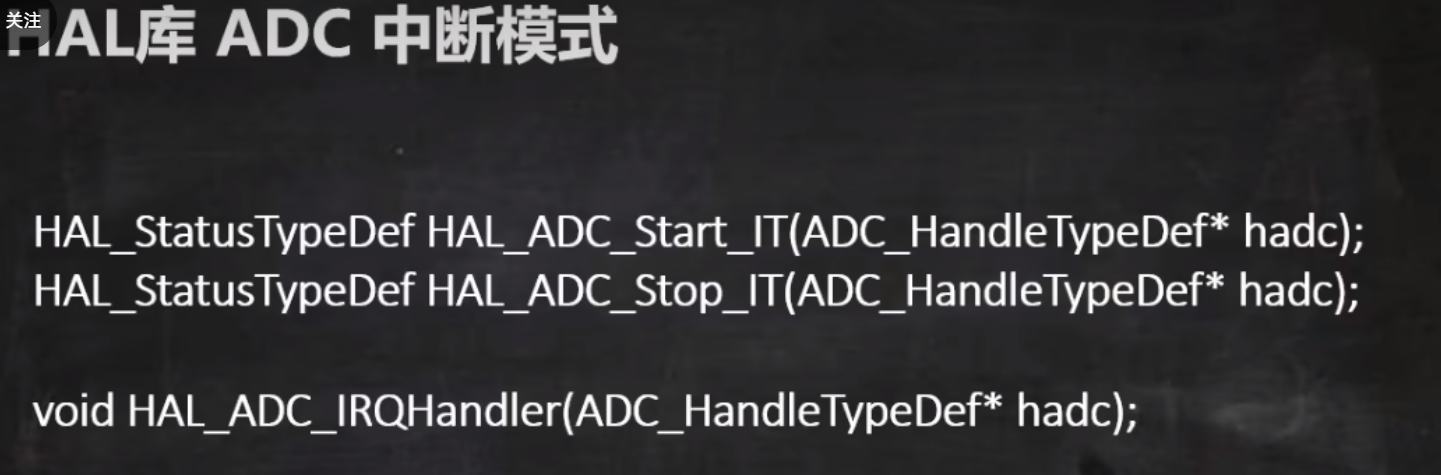 关注
HAL库 ADC 中断模式
HAL_StatusTypeDef HAL_ADC_Start_IT(ADC_HandleTypeDef* hadc);
HAL_StatusTypeDef HAL_ADC_Stop_IT(ADC_HandleTypeDef* hadc);
void HAL_ADC_IRQHandler(ADC_HandleTypeDef* hadc);